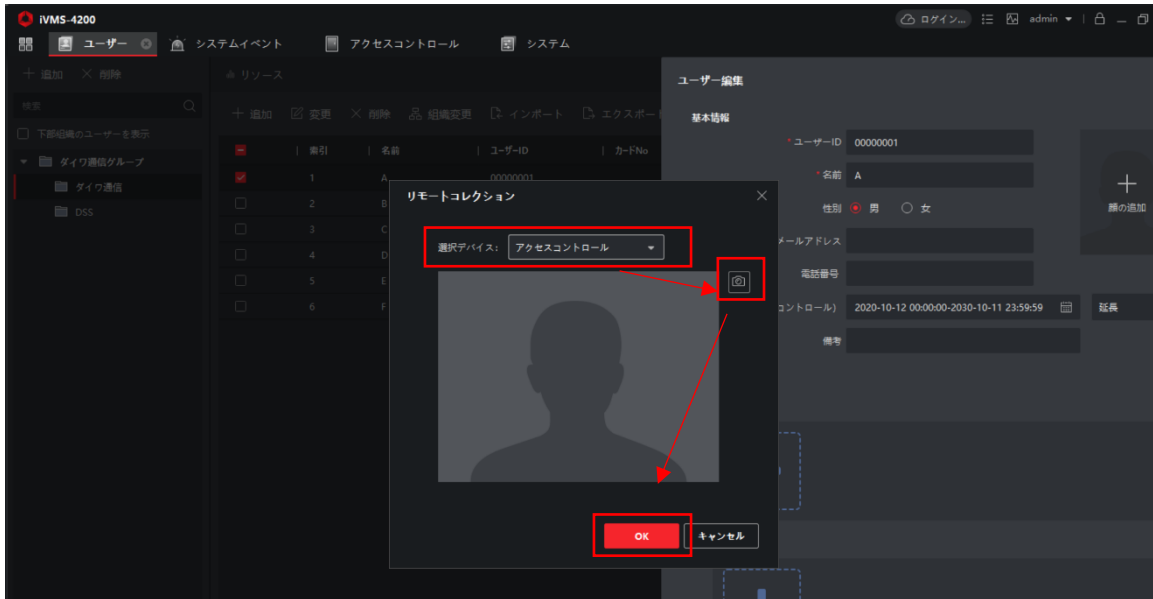 iVMS-4200
ログイン... admin
ユーザー システムイベント アクセスコントロール システム
追加 削除
検索
下部組織のユーザーを表示
ダイワ通信グループ
ダイワ通信
DSS
リソース
追加 変更 削除 組織変更 インポート エクスポート
索引 名前 ユーザーID カードNo
1 A 00000001
2 B
3 C
4 D
5 E
6 F
リモートコレクション
選択デバイス： アクセスコントロール
OK キャンセル
ユーザー編集
基本情報
* ユーザーID 00000001
* 名前 A
性別 男 女
メールアドレス
電話番号
コントロール) 2020-10-12 00:00:00-2030-10-11 23:59:59 延長
備考
顔の追加